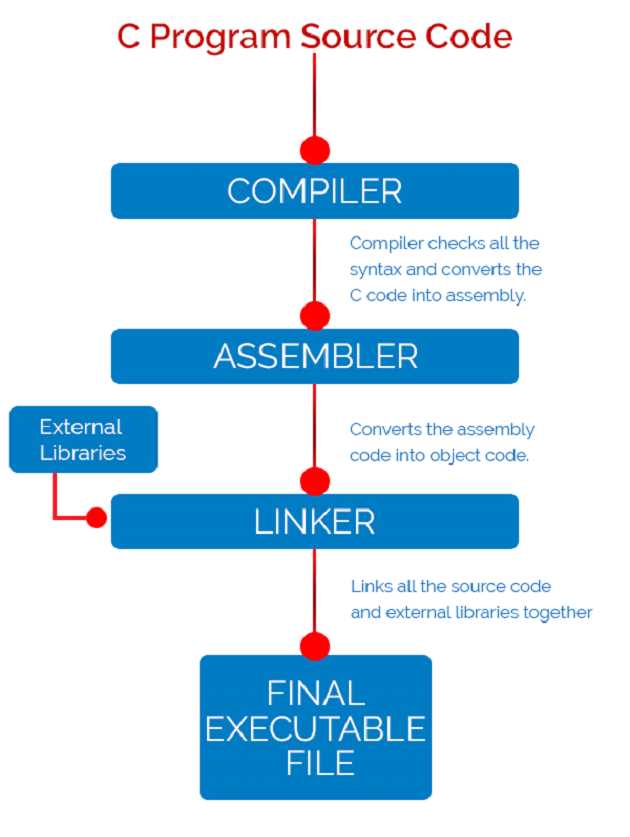 C Program Source Code
COMPILER
Compiler checks all the
syntax and converts the
C code into assembly.
ASSEMBLER
External
Libraries
Converts the assembly
code into object code.
LINKER
Links all the source code
and external libraries together
FINAL
EXECUTABLE
FILE